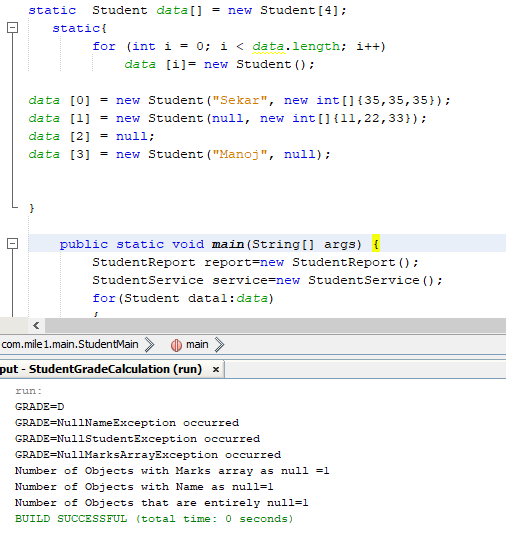 static  Student data[] = new Student[4];
static{
for (int i = 0; i < data.length; i++)
data [i]= new Student();
data [0] = new Student("Sekar", new int[]{35,35,35});
data [1] = new Student(null, new int[]{11,22,33});
data [2] = null;
data [3] = new Student("Manoj", null);
}
public static void main(String[] args) {
StudentReport report=new StudentReport();
StudentService service=new StudentService();
for(Student data1:data)
{
com.mile1.main.StudentMain main
put - StudentGradeCalculation (run) ×
run:
GRADE=D
GRADE=NullNameException occurred
GRADE=NullStudentException occurred
GRADE=NullMarksArrayException occurred
Number of Objects with Marks array as null =1
Number of Objects with Name as null=1
Number of Objects that are entirely null=1
BUILD SUCCESSFUL (total time: 0 seconds)